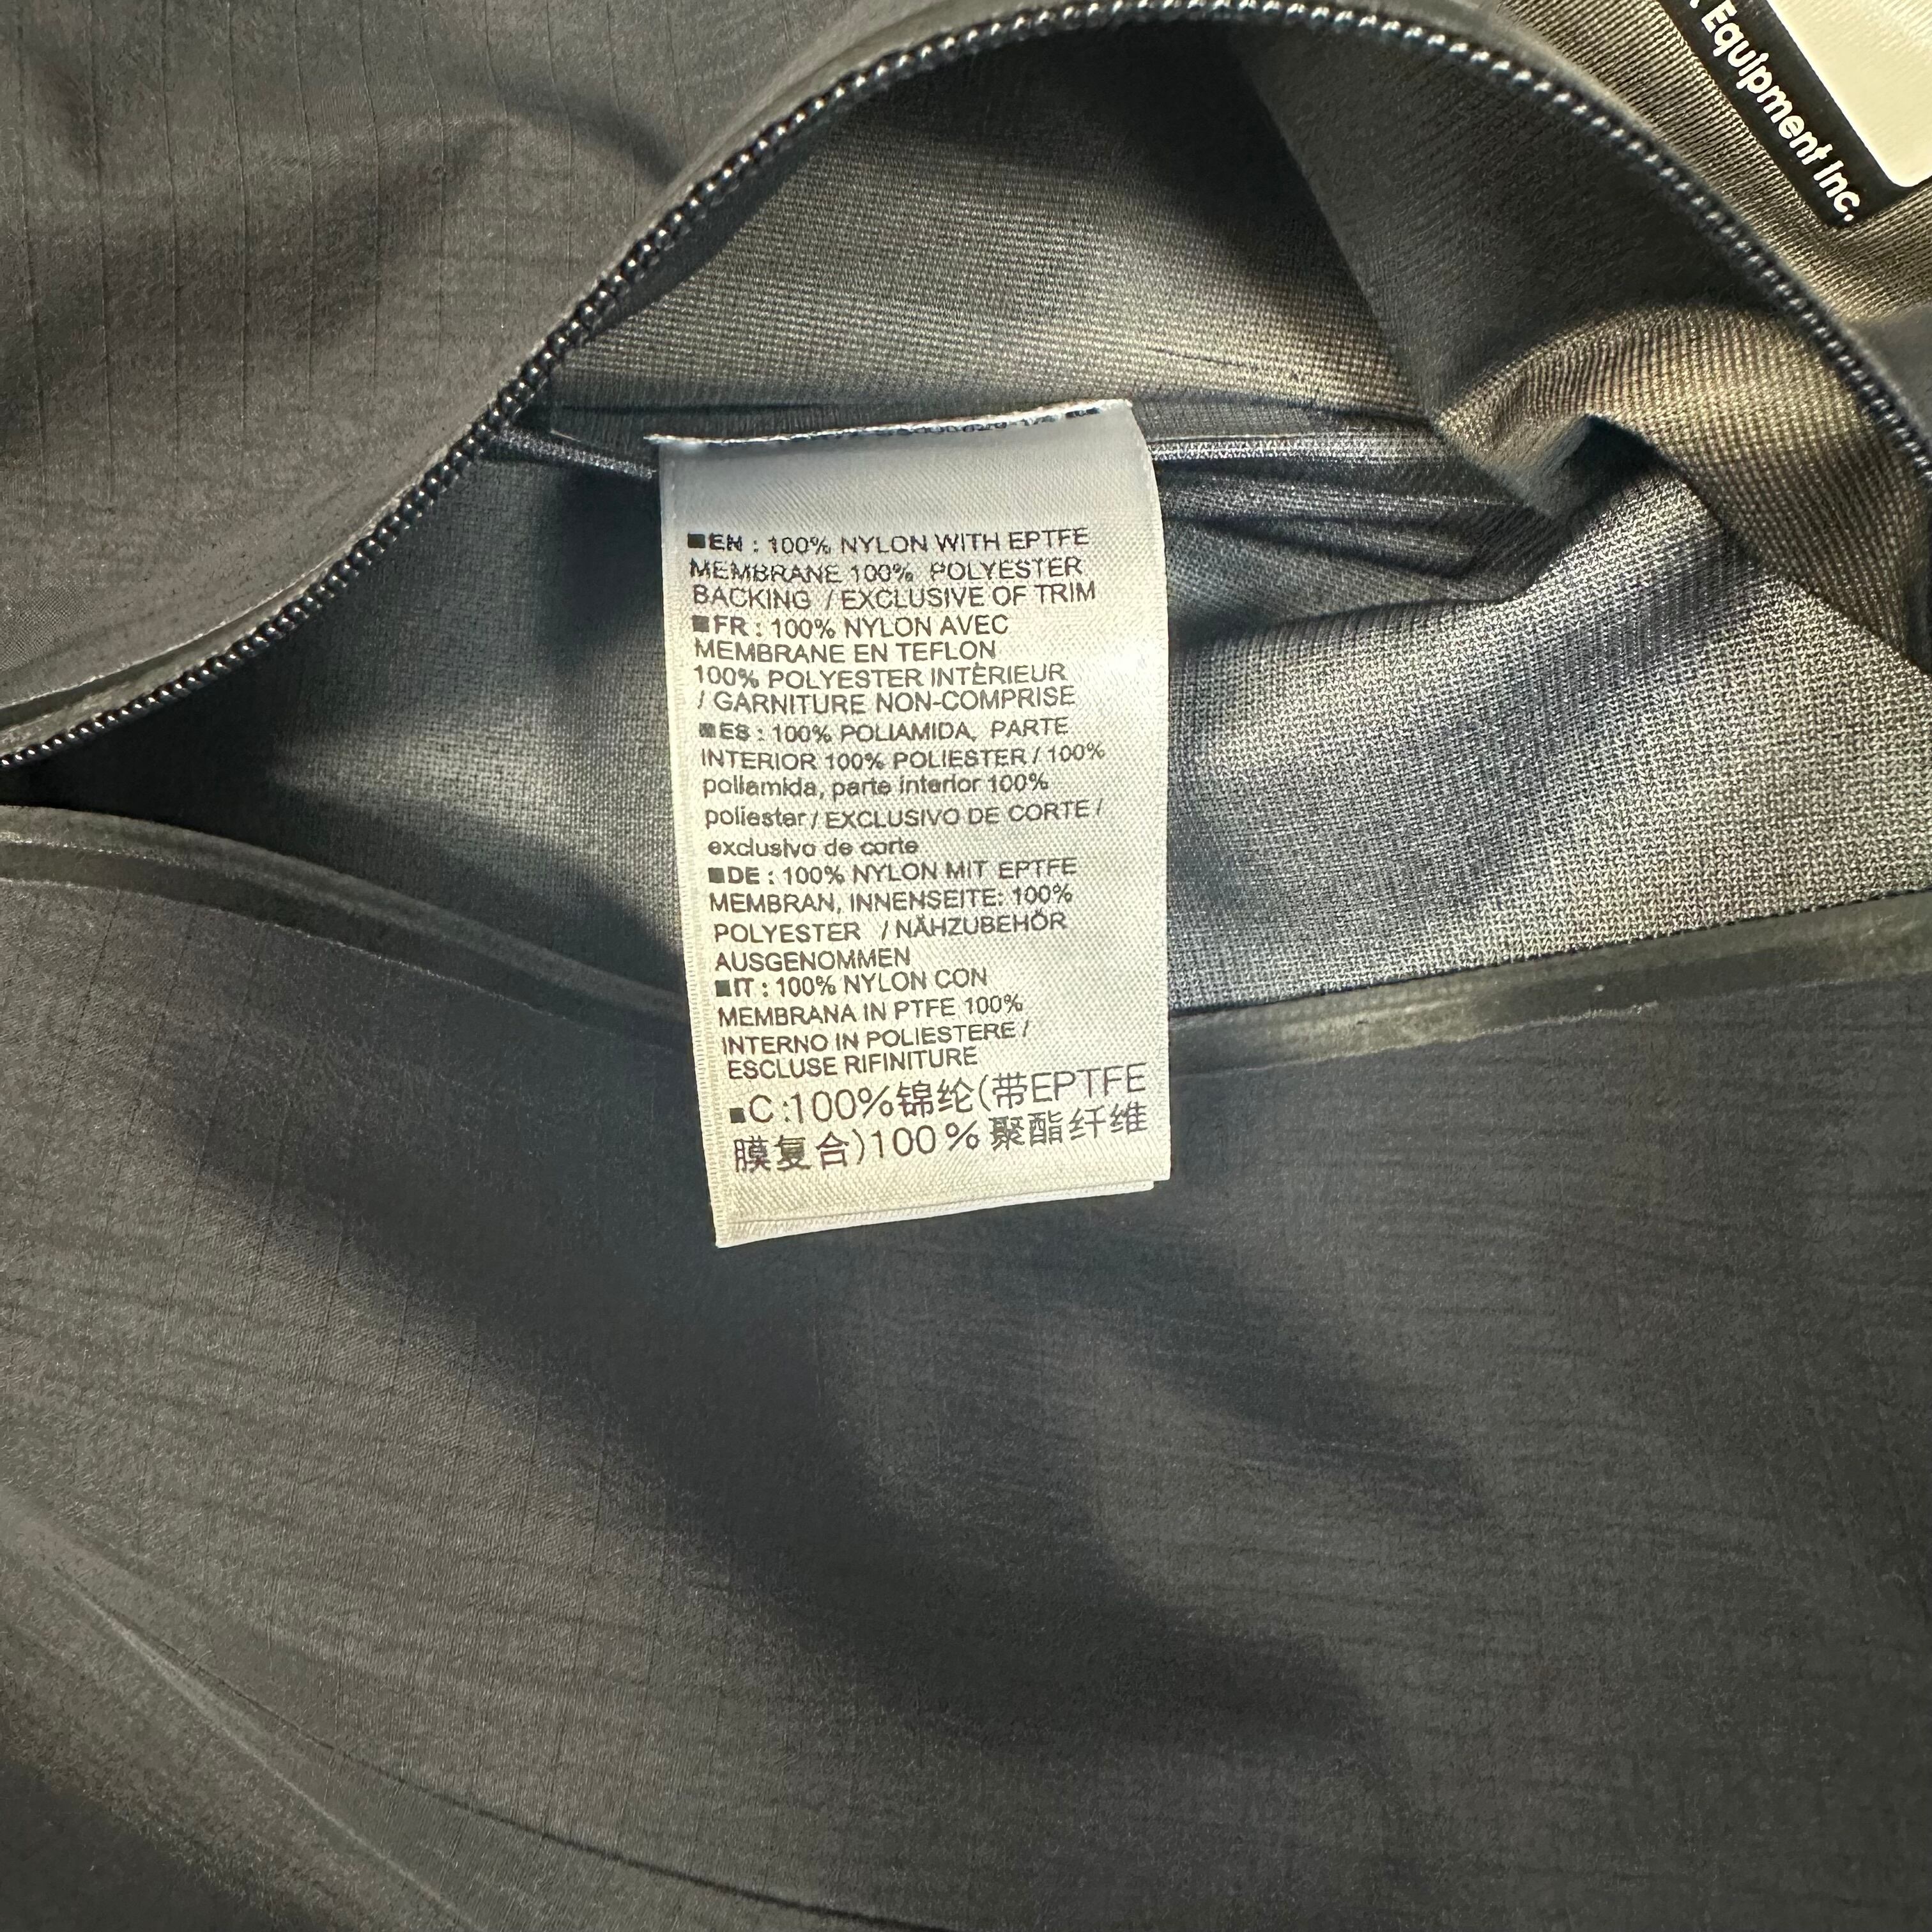 Equipment Inc.
■EN : 100% NYLON WITH EPTFE
MEMBRANE 100% POLYESTER
BACKING / EXCLUSIVE OF TRIM
■FR : 100% NYLON AVEC
MEMBRANE EN TEFLON
100% POLYESTER INTÉRIEUR
/ GARNITURE NON-COMPRISE
■ES : 100% POLIAMIDA, PARTE
INTERIOR 100% POLIESTER / 100%
poliamida, parte interior 100%
poliester / EXCLUSIVO DE CORTE /
exclusivo de corte
■DE : 100% NYLON MIT EPTFE
MEMBRAN, INNENSEITE: 100%
POLYESTER / NÄHZUBEHÖR
AUSGENOMMEN
■IT : 100% NYLON CON
MEMBRANA IN PTFE 100%
INTERNO IN POLIESTERE /
ESCLUSE RIFINITURE
■C:100%锦纶(带EPTFE
膜复合)100%聚酯纤维